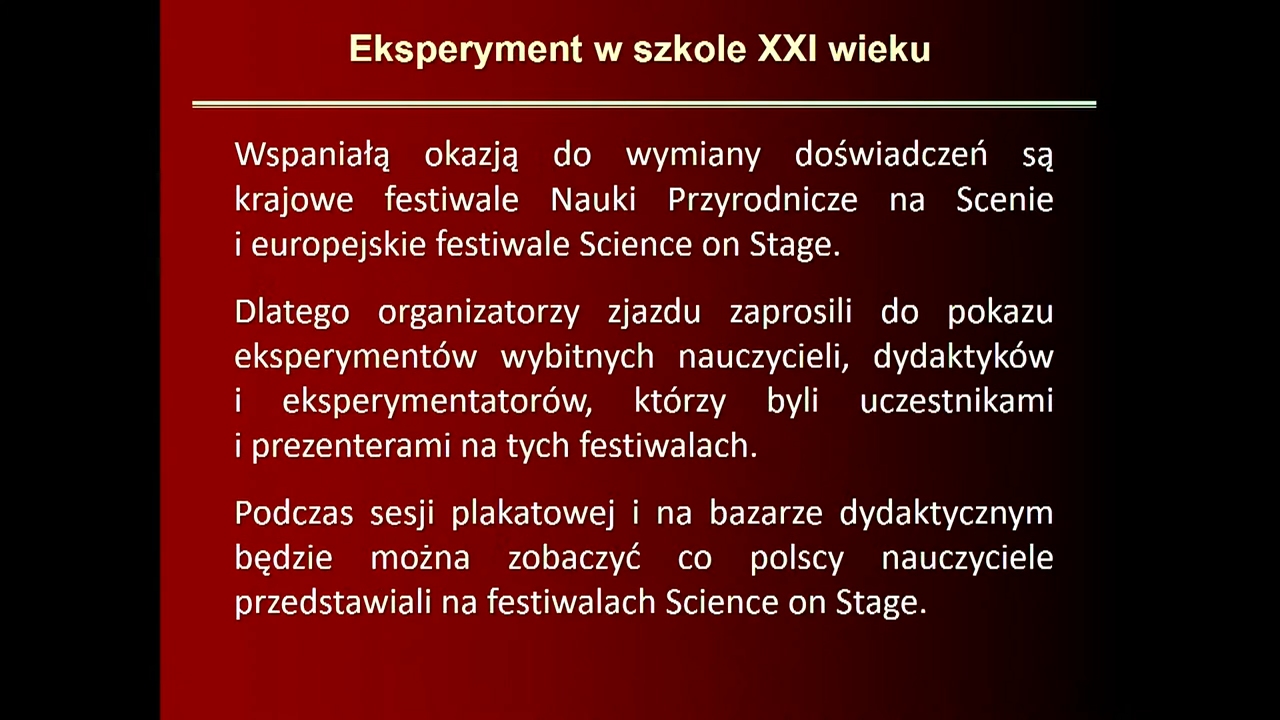 Eksperyment w szkole XXI wieku
Wspaniałą okazją do wymiany doświadczeń są
krajowe festiwale Nauki Przyrodnicze na Scenie
i europejskie festiwale Science on Stage.
Dlatego organizatorzy zjazdu zaprosili do pokazu
eksperymentów wybitnych nauczycieli, dydaktyków
i eksperymentatorów, którzy byli uczestnikami
i prezenterami na tych festiwalach.
Podczas sesji plakatowej i na bazarze dydaktycznym
będzie można zobaczyć co polscy nauczyciele
przedstawiali na festiwalach Science on Stage.